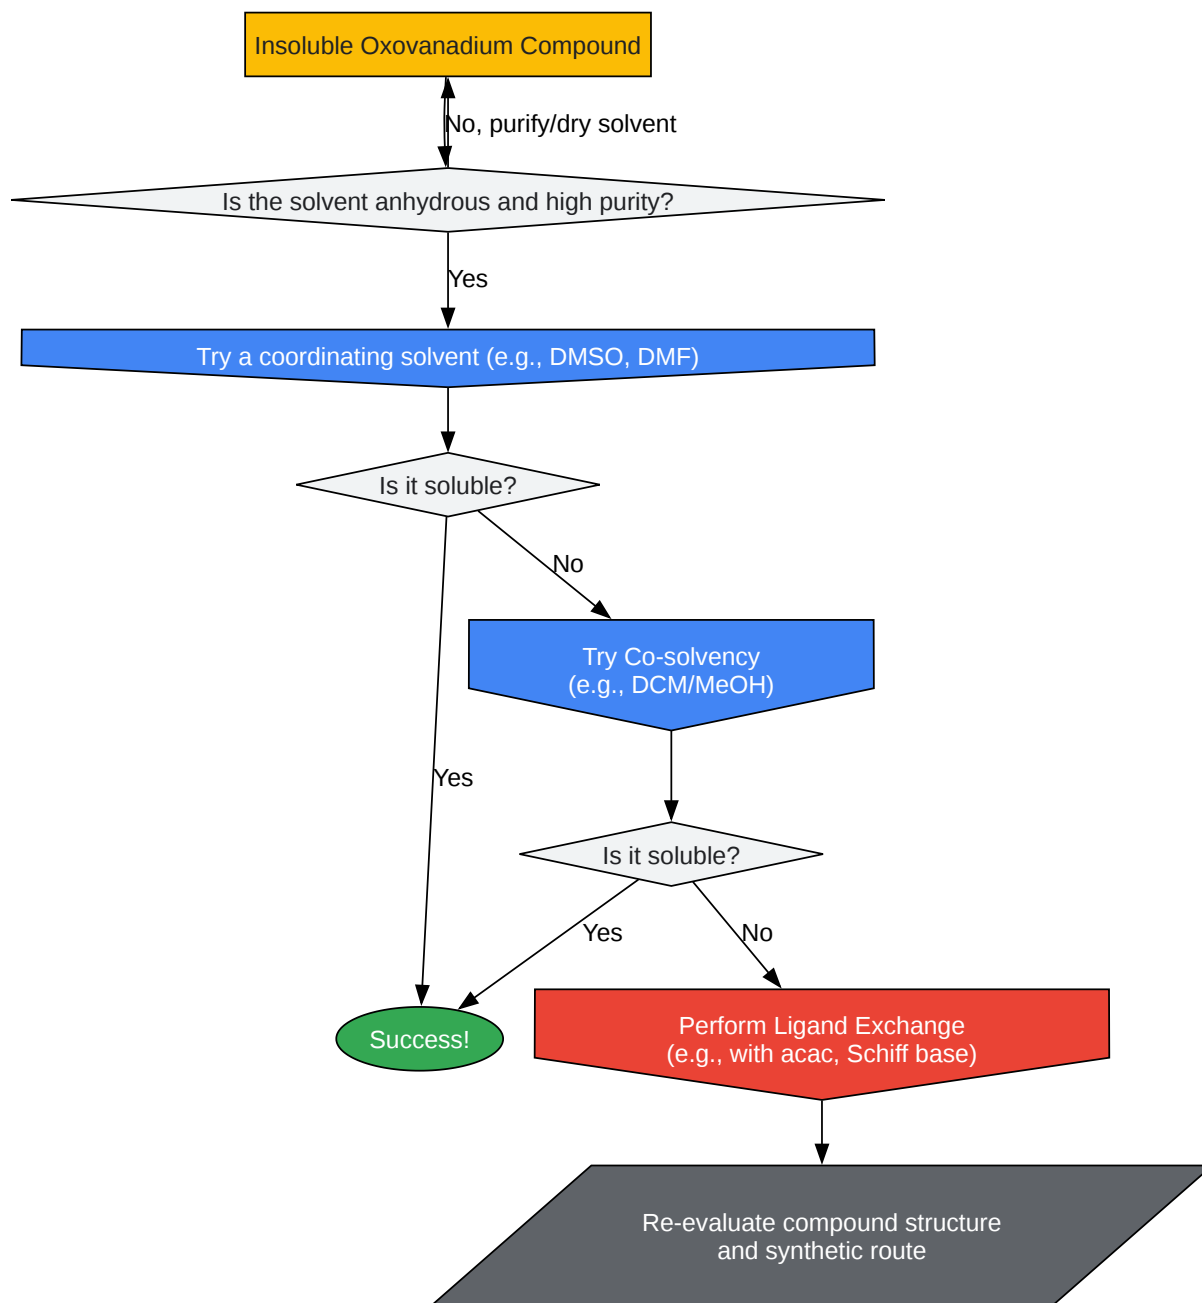 Insoluble Oxovanadium Compound
No, purify/dry solvent
Is the solvent anhydrous and high purity?
Yes
Try a coordinating solvent (e.g., DMSO, DMF)
Is it soluble?
No
Try Co-solvency
(e.g., DCM/MeOH)
Yes
Is it soluble?
Yes
No
Success!
Perform Ligand Exchange
(e.g., with acac, Schiff base)
Re-evaluate compound structure
and synthetic route